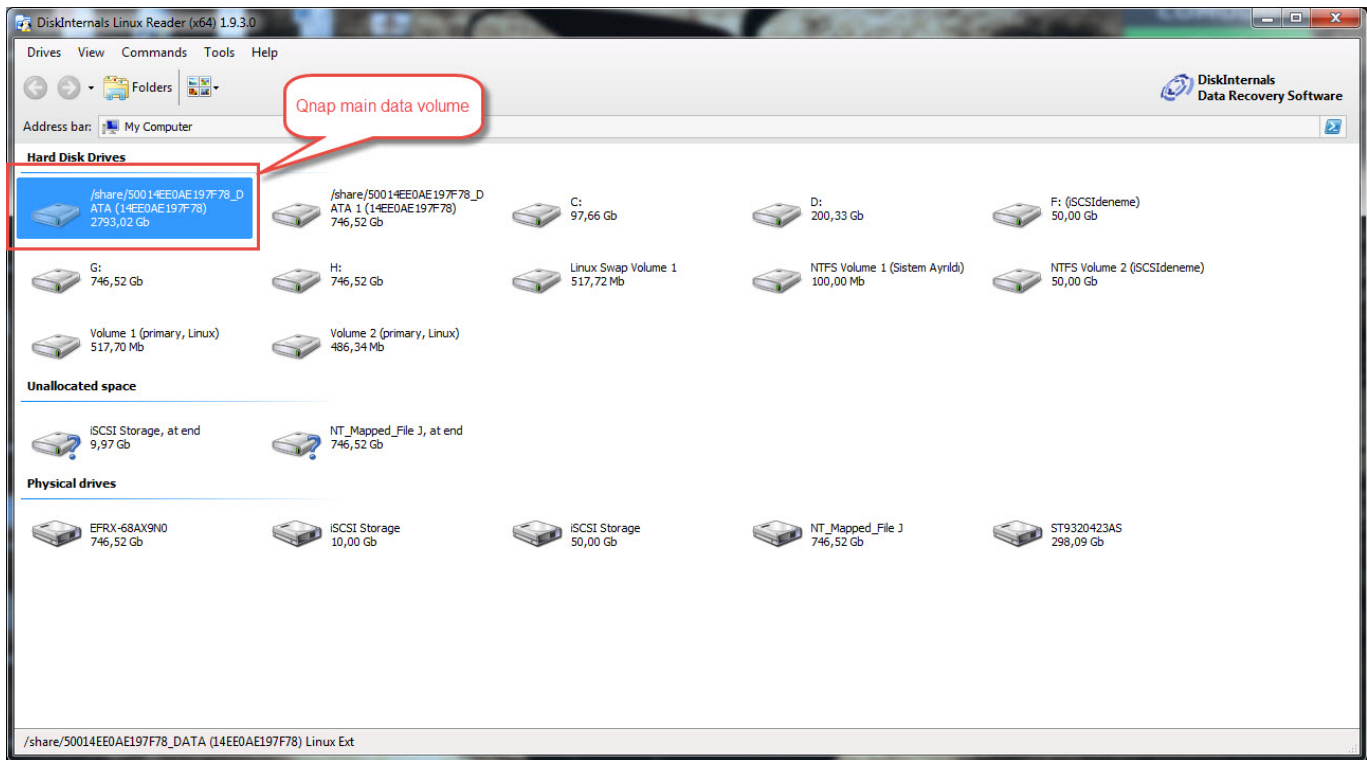 DiskInternals Linux Reader (x64) 1.9.3.0
Drives View Commands Tools Help
Folders
DiskInternals
Data Recovery Software
Qnap main data volume
Address bar: My Computer
Hard Disk Drives
/share/50014EE0AE197F78_D
ATA (14EE0AE197F78)
2793,02 Gb
/share/50014EE0AE197F78_D
ATA 1 (14EE0AE197F78)
746,52 Gb
C:
97,66 Gb
D:
200,33 Gb
F: (iSCSIdeneme)
50,00 Gb
G:
746,52 Gb
H:
746,52 Gb
Linux Swap Volume 1
517,72 Mb
NTFS Volume 1 (Sistem Ayrıldı)
100,00 Mb
NTFS Volume 2 (iSCSIdeneme)
50,00 Gb
Volume 1 (primary, Linux)
517,70 Mb
Volume 2 (primary, Linux)
486,34 Mb
Unallocated space
iSCSI Storage, at end
9,97 Gb
NT_Mapped_File J, at end
746,52 Gb
Physical drives
EFRX-68AX9N0
746,52 Gb
iSCSI Storage
10,00 Gb
iSCSI Storage
50,00 Gb
NT_Mapped_File J
746,52 Gb
ST9320423AS
298,09 Gb
/share/50014EE0AE197F78_DATA (14EE0AE197F78) Linux Ext